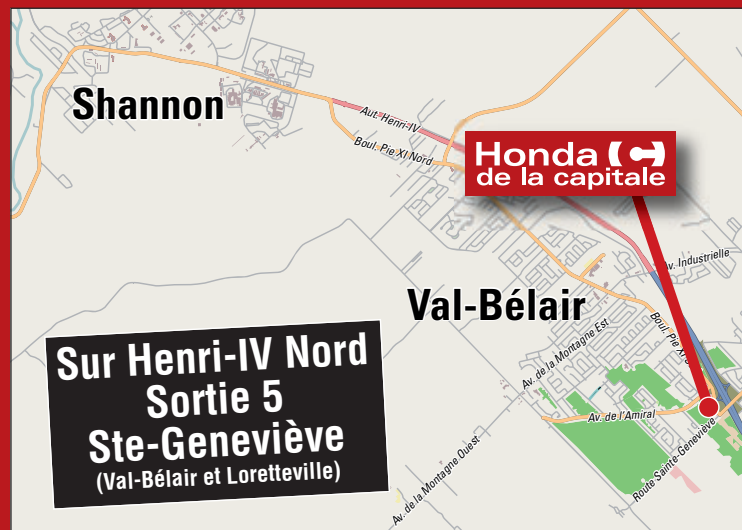 Shannon
Aut. Henri-IV
Boul. Pie XI Nord
Honda
de la capitale
Av. Industrielle
Val-Bélair
Boul. Pie XI
Av. de la Montagne Est
Sur Henri-IV Nord
Sortie 5
Ste-Geneviève
(Val-Bélair et Loretteville)
Av. de l'Amiral
Route Sainte-Geneviève
Av. de la Montagne Ouest